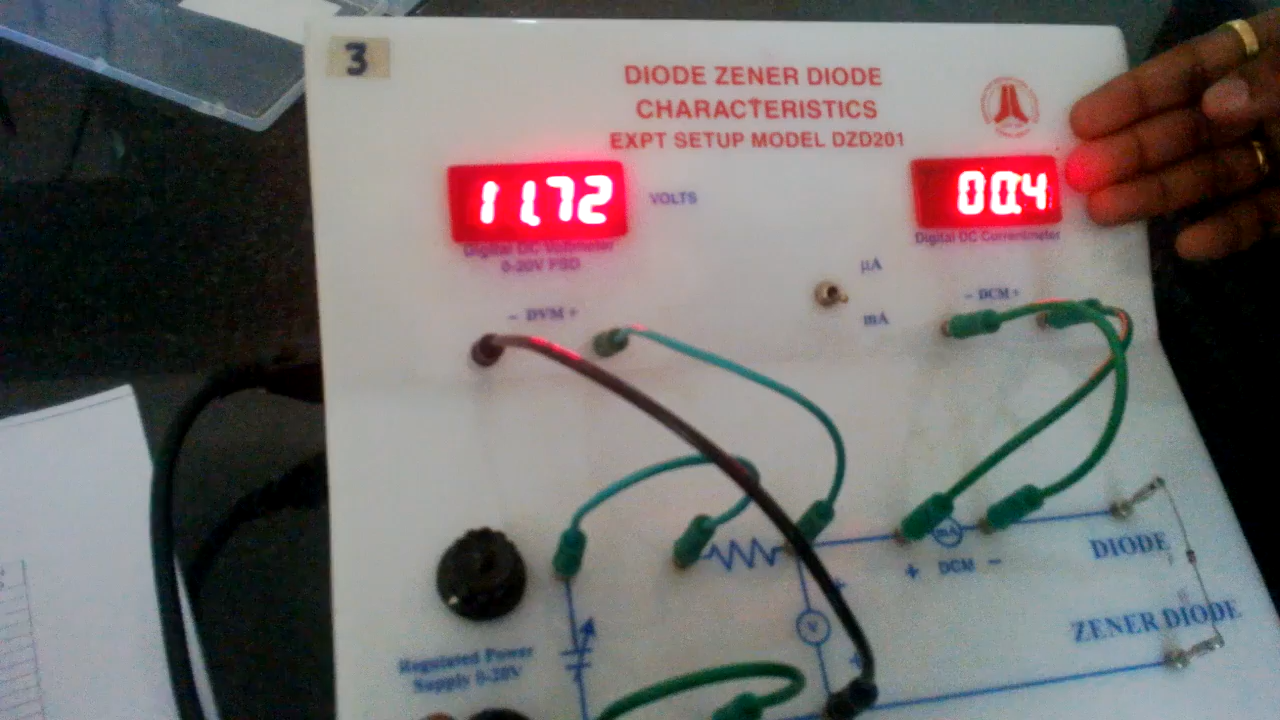 3
DIODE ZENER DIODE
CHARACTERISTICS
EXPT SETUP MODEL DZD201
11.72
VOLTS
00.4
Digital DC Voltmeter
0-20V FSD
Digital DC Currentmeter
μA
mA
- DVM +
- DCM +
mA
+ DCM -
DIODE
+
V
ZENER DIODE
Regulated Power
Supply 0-20V